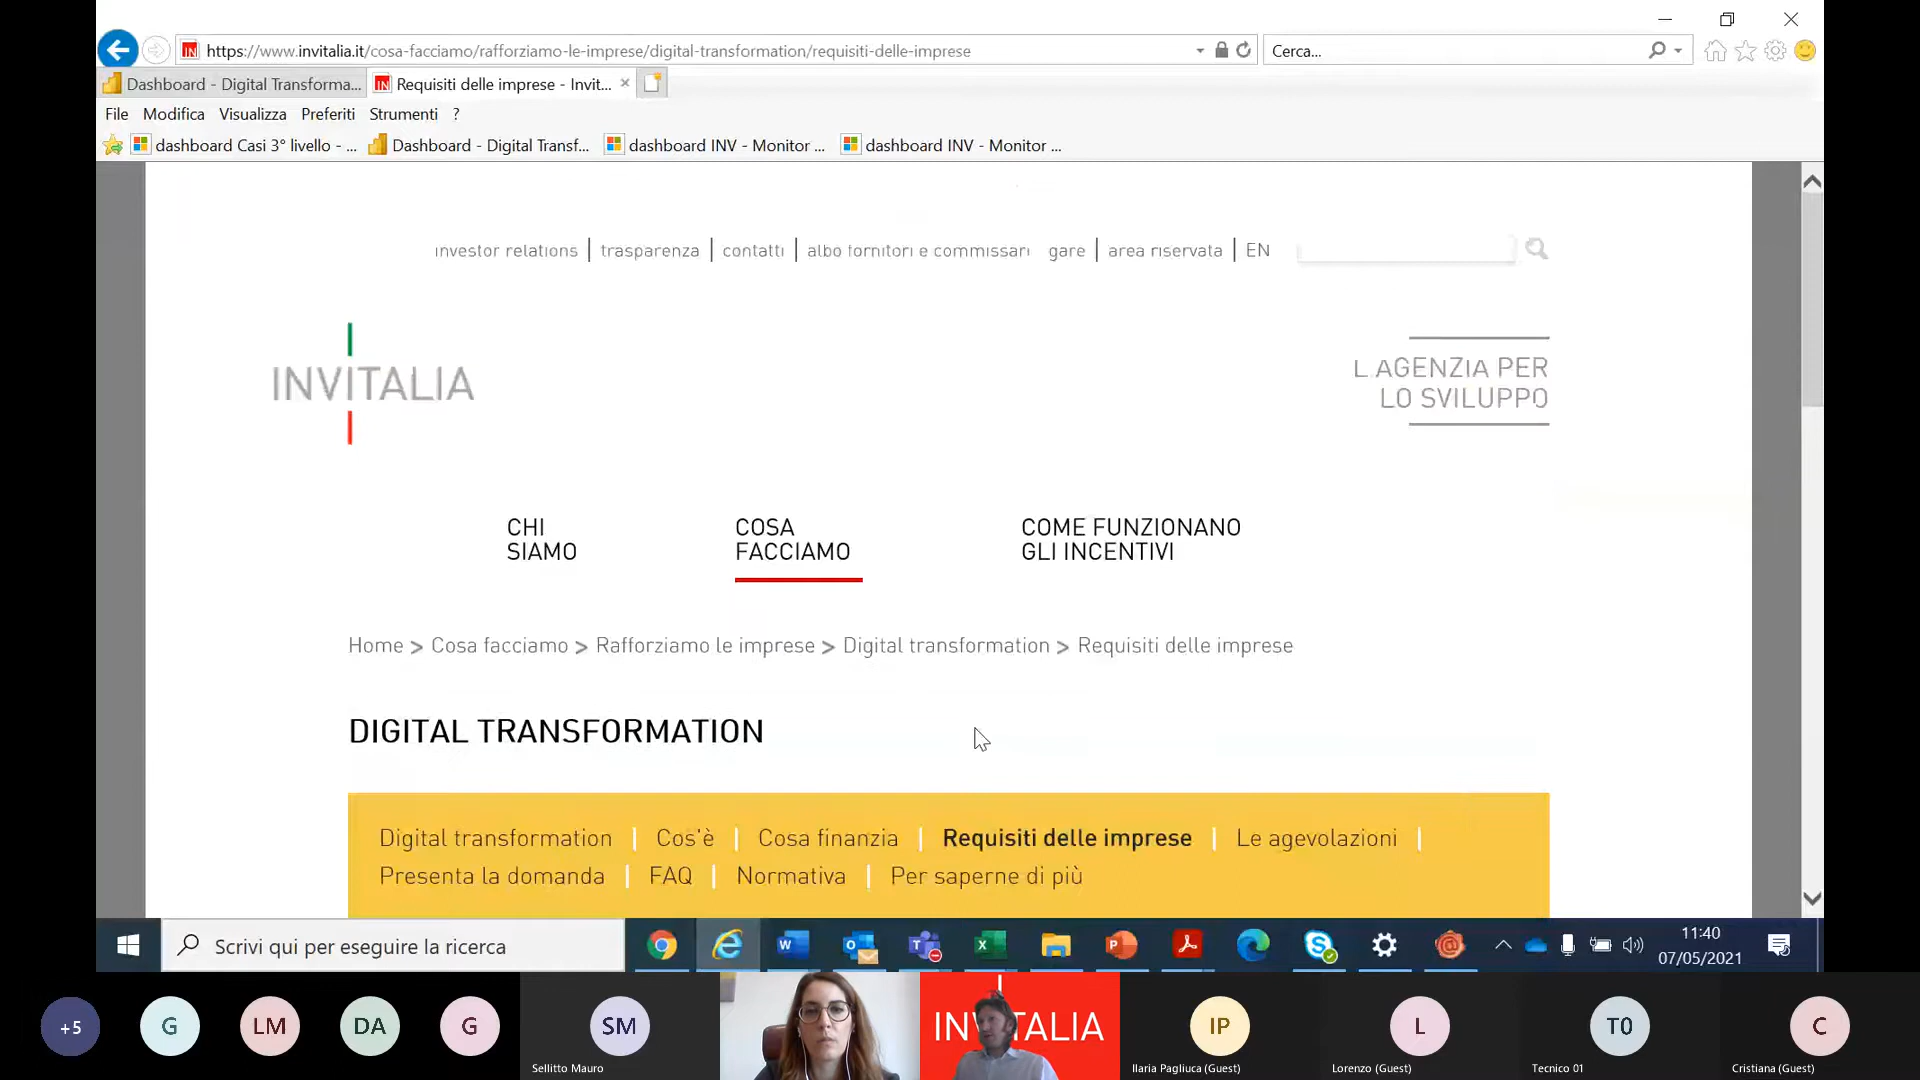 https://www.invitalia.it/cosa-facciamo/rafforziamo-le-imprese/digital-transformation/requisiti-delle-imprese
Cerca...
Dashboard - Digital Transforma...
Requisiti delle imprese - Invit...
File Modifica Visualizza Preferiti Strumenti ?
dashboard Casi 3° livello - ...
Dashboard - Digital Transf...
dashboard INV - Monitor ...
dashboard INV - Monitor ...
investor relations | trasparenza | contatti | albo fornitori e commissari gare | area riservata | EN
INVITALIA
L AGENZIA PER
LO SVILUPPO
CHI
SIAMO
COSA
FACCIAMO
COME FUNZIONANO
GLI INCENTIVI
Home > Cosa facciamo > Rafforziamo le imprese > Digital transformation > Requisiti delle imprese
DIGITAL TRANSFORMATION
Digital transformation | Cos'è | Cosa finanzia | Requisiti delle imprese | Le agevolazioni |
Presenta la domanda | FAQ | Normativa | Per saperne di più
Scrivi qui per eseguire la ricerca
11:40
07/05/2021
+5
G
LM
DA
G
SM
Sellitto Mauro
INVITALIA
IP
Ilaria Pagliuca (Guest)
L
Lorenzo (Guest)
T0
Tecnico 01
C
Cristiana (Guest)